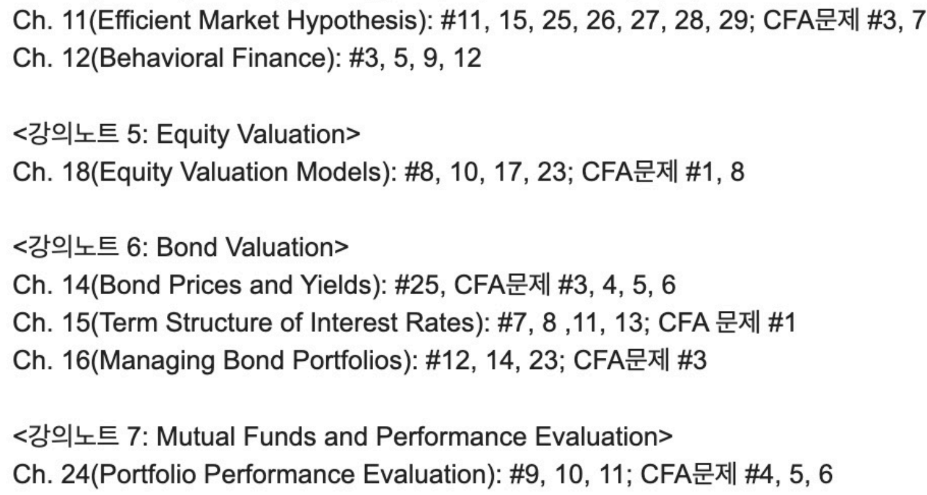 Ch. 11(Efficient Market Hypothesis): #11, 15, 25, 26, 27, 28, 29; CFA문제 #3, 7
Ch. 12(Behavioral Finance): #3, 5, 9, 12
<강의노트 5: Equity Valuation>
Ch. 18(Equity Valuation Models): #8, 10, 17, 23; CFA문제 #1, 8
<강의노트 6: Bond Valuation>
Ch. 14(Bond Prices and Yields): #25, CFA문제 #3, 4, 5, 6
Ch. 15(Term Structure of Interest Rates): #7, 8 ,11, 13; CFA 문제 #1
Ch. 16(Managing Bond Portfolios): #12, 14, 23; CFA문제 #3
<강의노트 7: Mutual Funds and Performance Evaluation>
Ch. 24(Portfolio Performance Evaluation): #9, 10, 11; CFA문제 #4, 5, 6